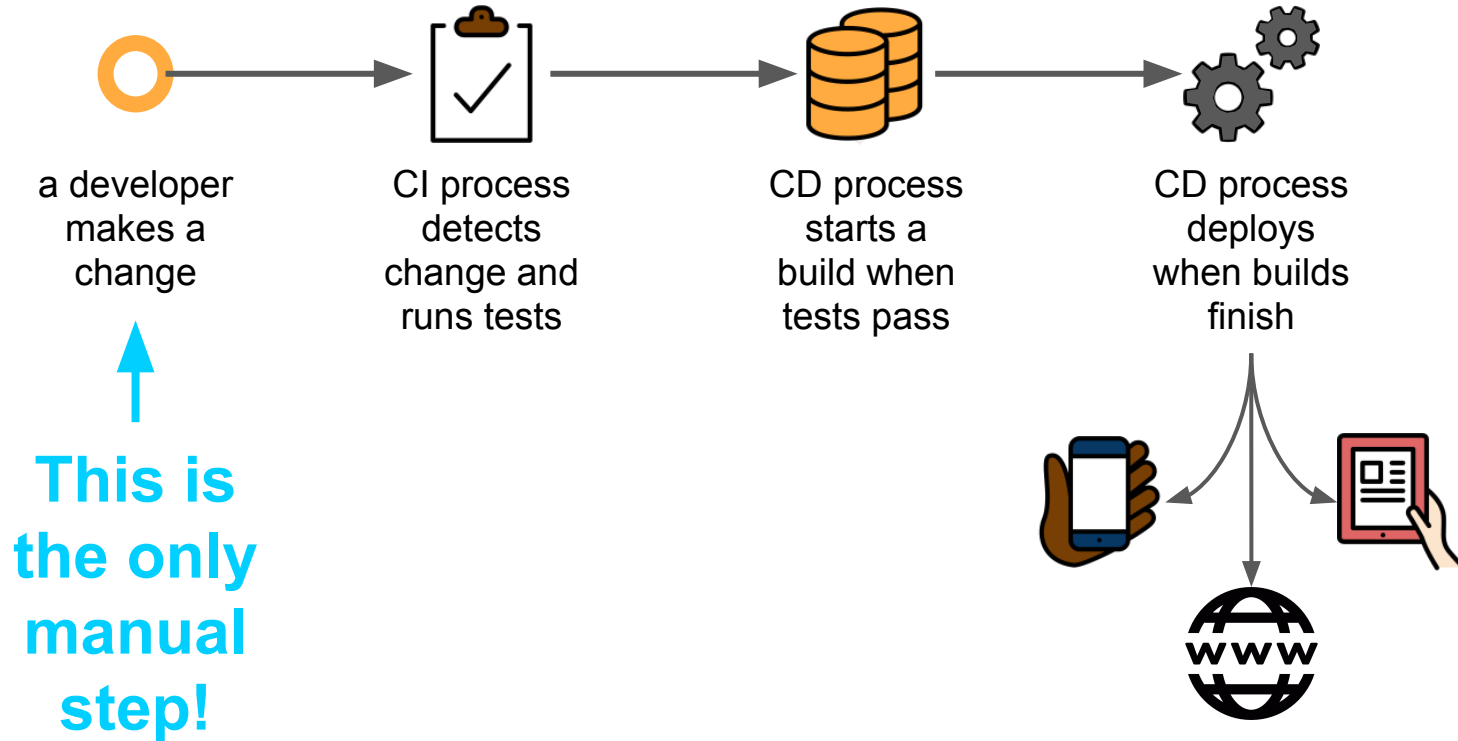 a developer
makes a
change
CI process
detects
change and
runs tests
CD process
starts a
build when
tests pass
CD process
deploys
when builds
finish
This is
the only
manual
step!
www